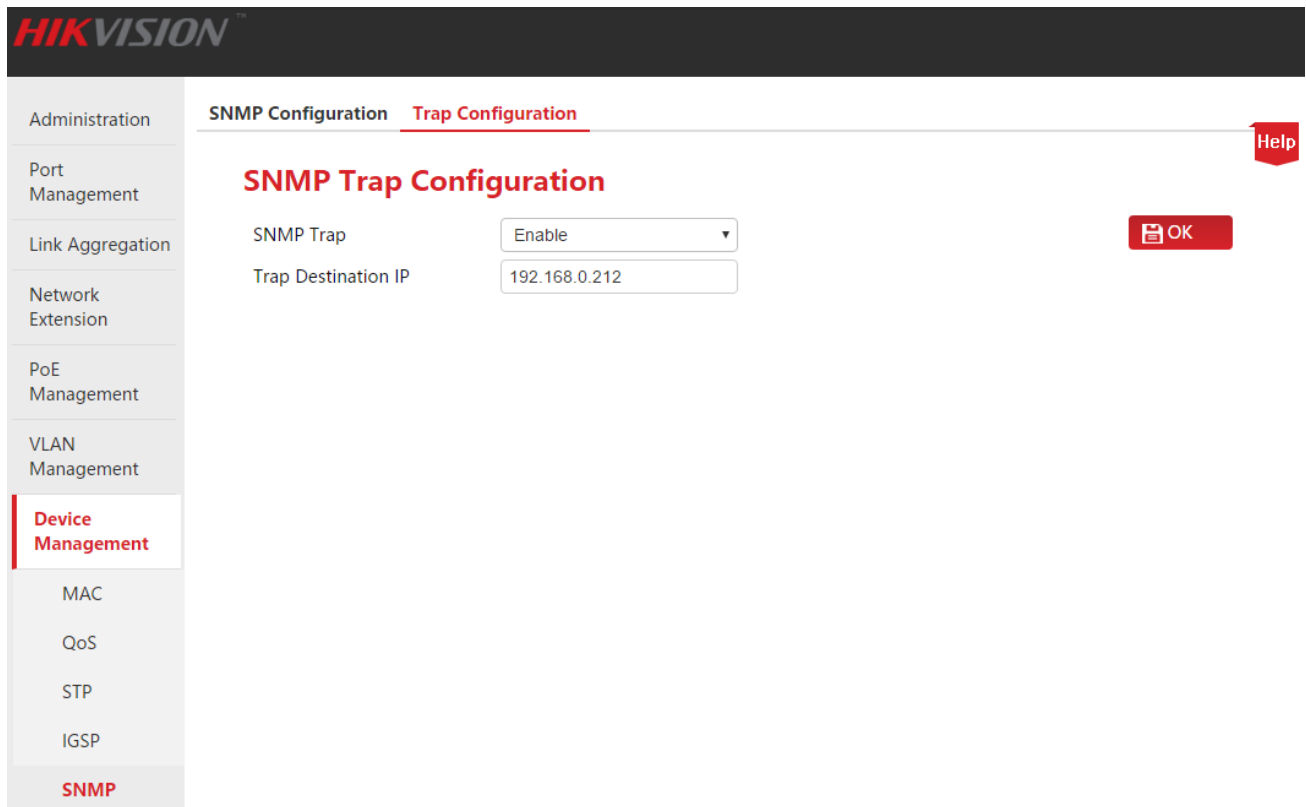 HIKVISION™
Administration
Port
Management
Link Aggregation
Network
Extension
PoE
Management
VLAN
Management
Device
Management
MAC
QoS
STP
IGSP
SNMP
SNMP Configuration Trap Configuration
Help
SNMP Trap Configuration
SNMP Trap Enable OK
Trap Destination IP 192.168.0.212